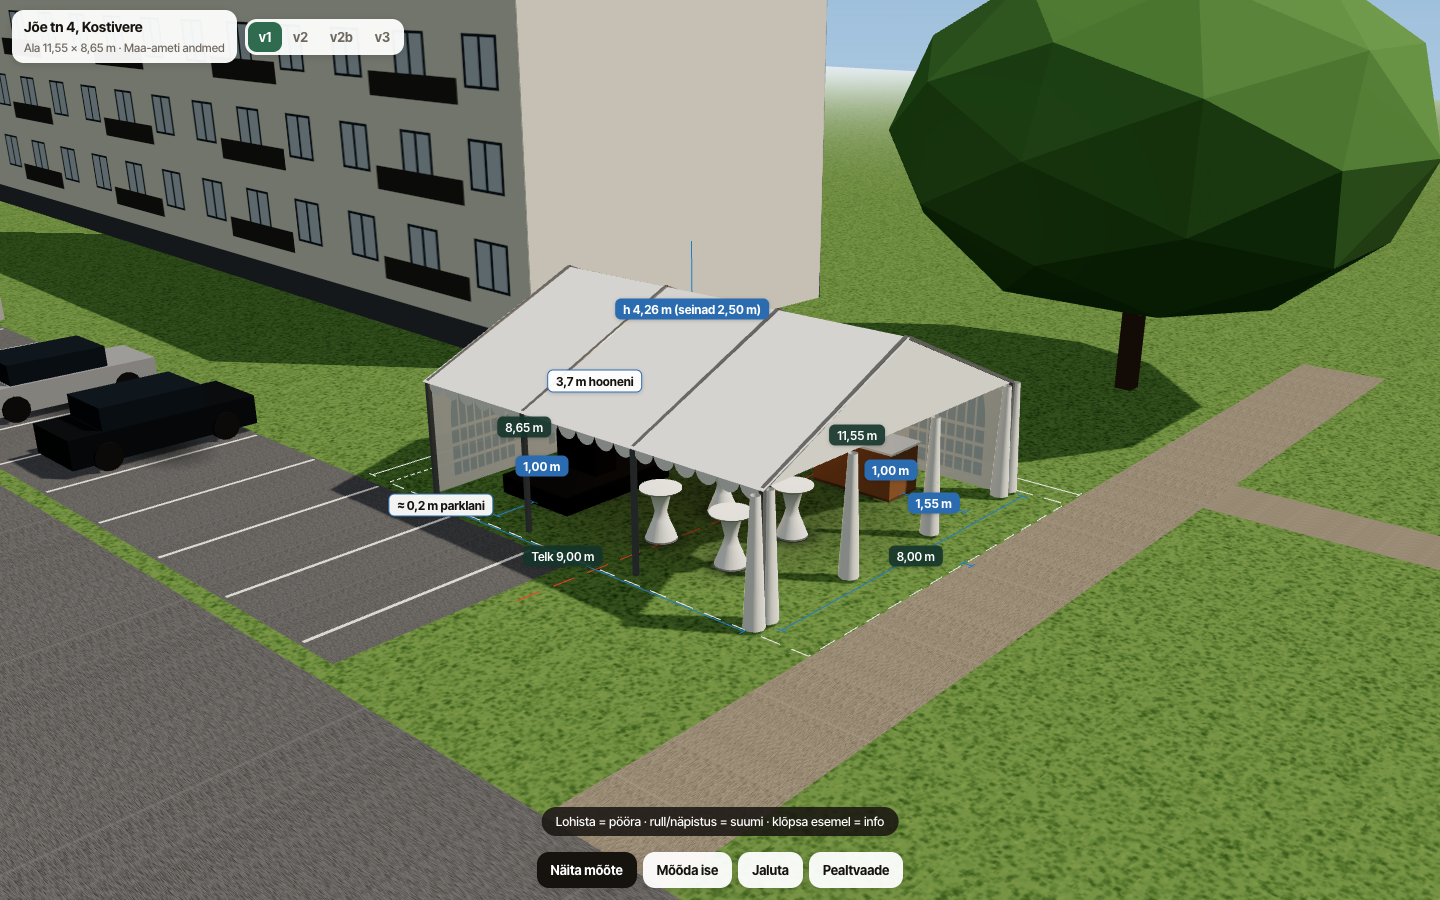 Jõe tn 4, Kostivere
Ala 11,55 × 8,65 m · Maa-ameti andmed
v1 v2 v2b v3
h 4,26 m (seinad 2,50 m)
3,7 m hooneni
8,65 m
11,55 m
1,00 m
1,00 m
≈ 0,2 m parklani
1,55 m
Telk 9,00 m
8,00 m
Lohista = pööra · rull/näpistus = suumi · klõpsa esemel = info
Näita mõõte
Mõõda ise
Jaluta
Pealtvaade